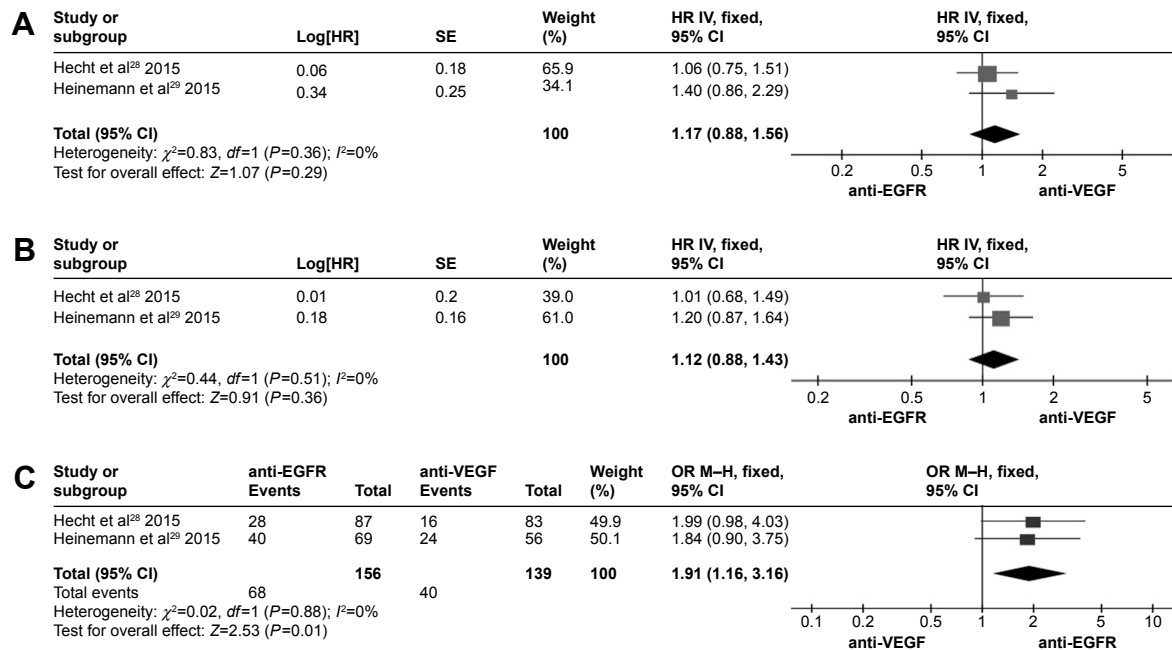 A
Study or subgroup Log[HR] SE Weight (%) HR IV, fixed, 95% CI HR IV, fixed, 95% CI
Hecht et al²⁸ 2015 0.06 0.18 65.9 1.06 (0.75, 1.51)
Heinemann et al²⁹ 2015 0.34 0.25 34.1 1.40 (0.86, 2.29)
Total (95% CI) 100 1.17 (0.88, 1.56)
Heterogeneity: χ²=0.83, df=1 (P=0.36); I²=0%
Test for overall effect: Z=1.07 (P=0.29)
0.2 0.5 1 2 5
anti-EGFR anti-VEGF
B
Study or subgroup Log[HR] SE Weight (%) HR IV, fixed, 95% CI HR IV, fixed, 95% CI
Hecht et al²⁸ 2015 0.01 0.2 39.0 1.01 (0.68, 1.49)
Heinemann et al²⁹ 2015 0.18 0.16 61.0 1.20 (0.87, 1.64)
Total (95% CI) 100 1.12 (0.88, 1.43)
Heterogeneity: χ²=0.44, df=1 (P=0.51); I²=0%
Test for overall effect: Z=0.91 (P=0.36)
0.2 0.5 1 2 5
anti-EGFR anti-VEGF
C
Study or subgroup anti-EGFR Events Total anti-VEGF Events Total Weight (%) OR M–H, fixed, 95% CI OR M–H, fixed, 95% CI
Hecht et al²⁸ 2015 28 87 16 83 49.9 1.99 (0.98, 4.03)
Heinemann et al²⁹ 2015 40 69 24 56 50.1 1.84 (0.90, 3.75)
Total (95% CI) 156 139 100 1.91 (1.16, 3.16)
Total events 68 40
Heterogeneity: χ²=0.02, df=1 (P=0.88); I²=0%
Test for overall effect: Z=2.53 (P=0.01)
0.1 0.2 0.5 1 2 5 10
anti-VEGF anti-EGFR